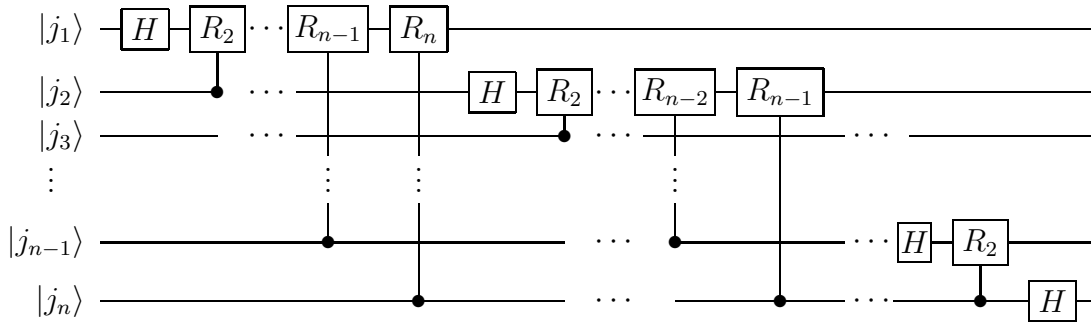 |j₁⟩ H R₂ ⋯ Rₙ₋₁ Rₙ
|j₂⟩ ⋯ H R₂ ⋯ Rₙ₋₂ Rₙ₋₁
|j₃⟩ ⋯ ⋯ ⋯
⋮ ⋮ ⋮ ⋮ ⋮
|jₙ₋₁⟩ ⋯ ⋯ H R₂
|jₙ⟩ ⋯ ⋯ H